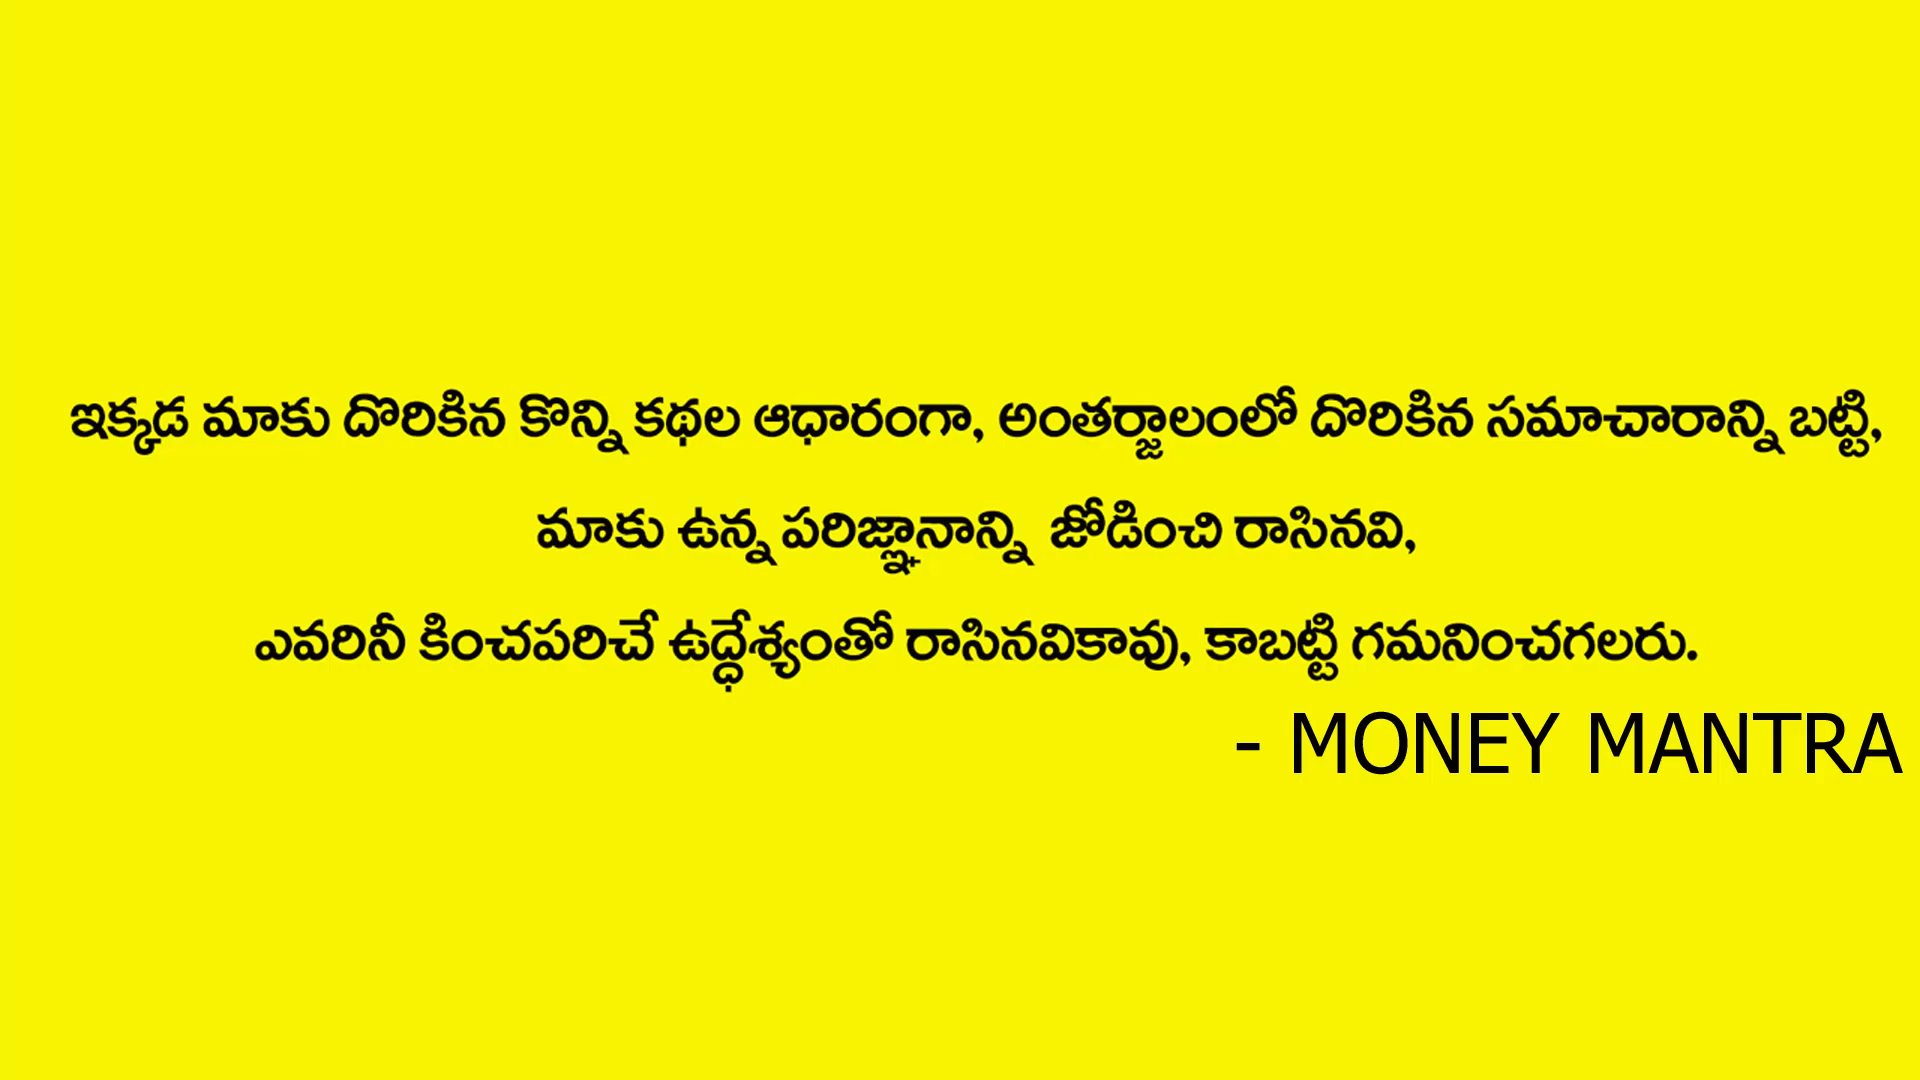 ఇక్కడ మాకు దొరికిన కొన్ని కథల ఆధారంగా, అంతర్జాలంలో దొరికిన సమాచారాన్ని బట్టి,
మాకు ఉన్న పరిజ్ఞానాన్ని జోడించి రాసినవి,
ఎవరినీ కించపరిచే ఉద్ధేశ్యంతో రాసినవికావు, కాబట్టి గమనించగలరు.
- MONEY MANTRA